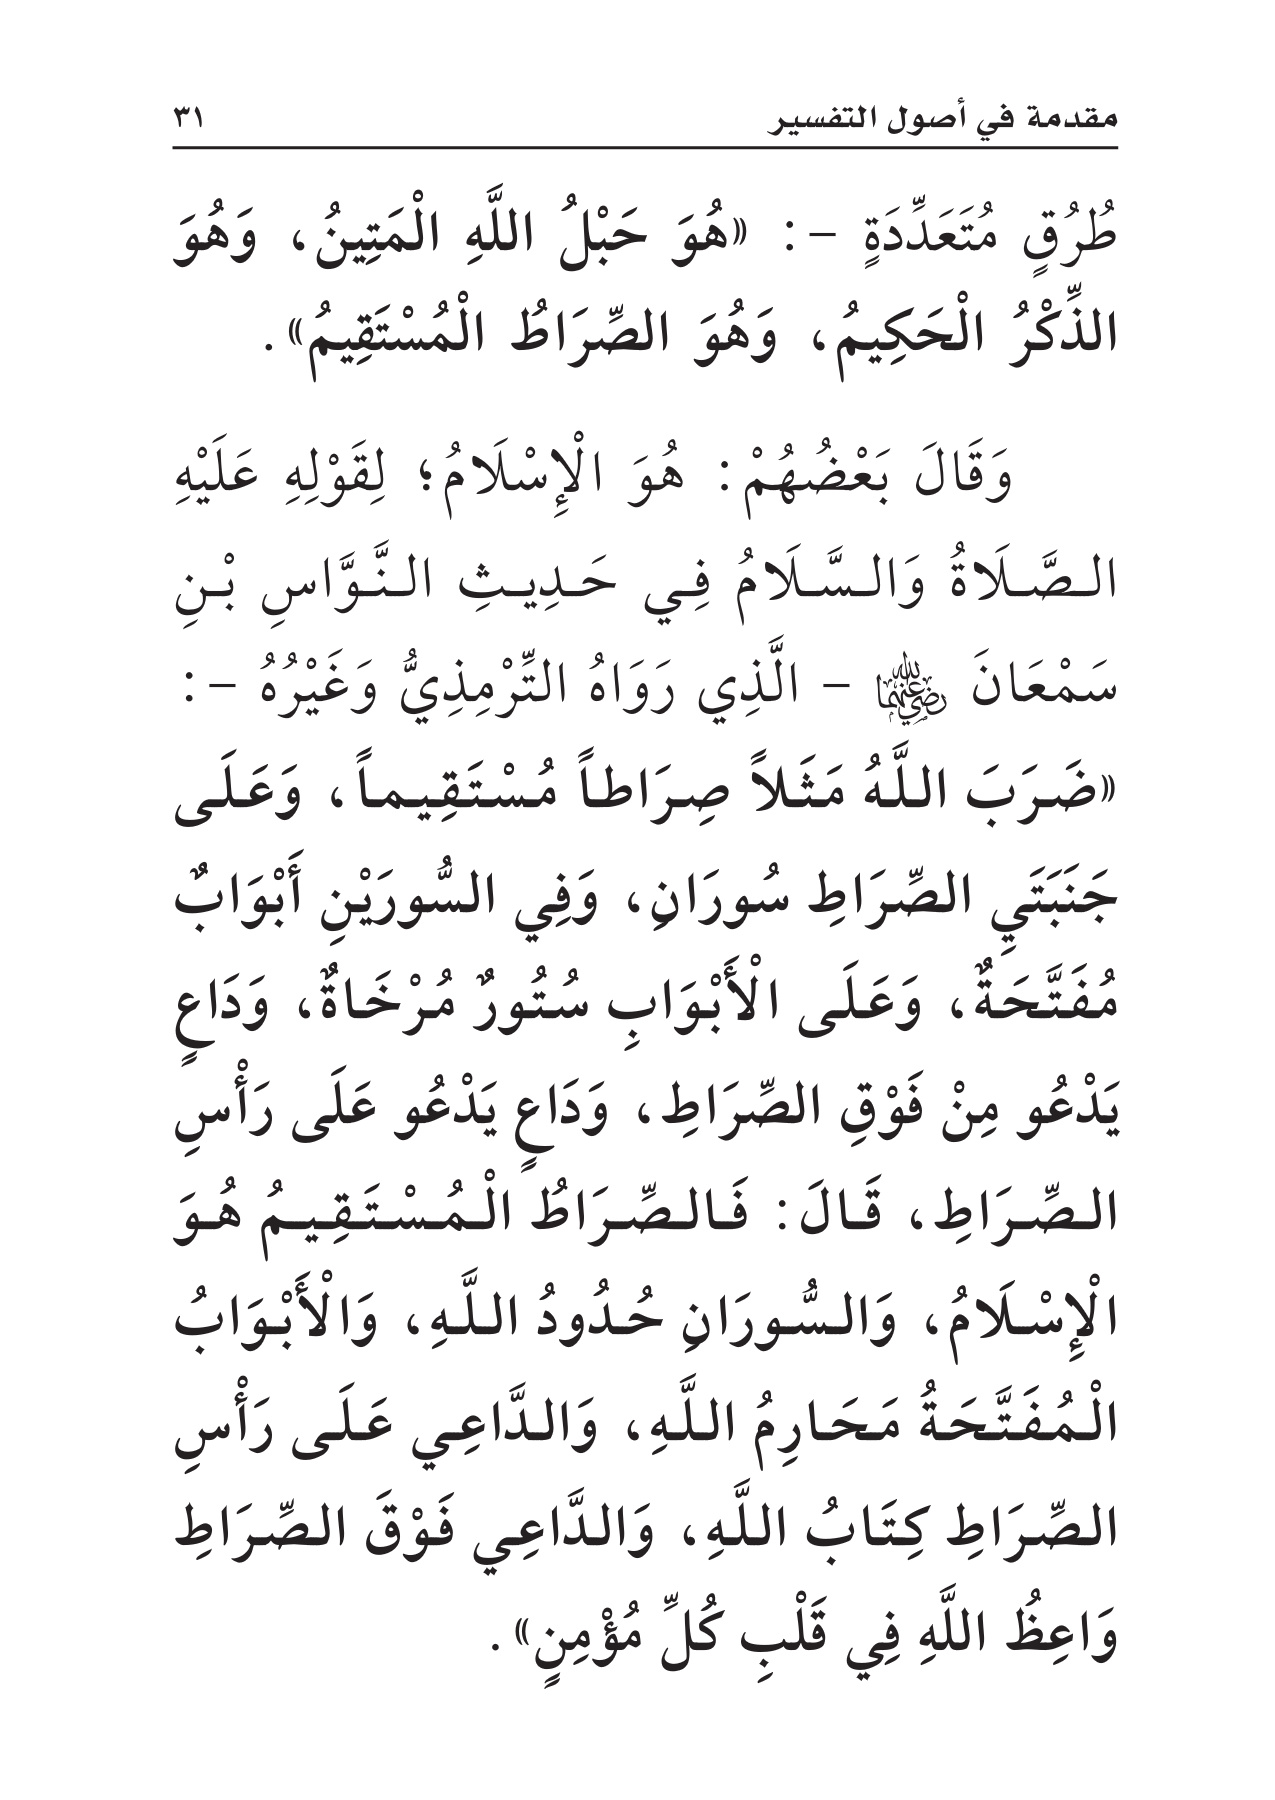 مقدمة في أصول التفسير ٣١
طُرُقٍ مُتَعَدِّدَةٍ - : «هُوَ حَبْلُ اللَّهِ الْمَتِينُ، وَهُوَ
الذِّكْرُ الْحَكِيمُ، وَهُوَ الصِّرَاطُ الْمُسْتَقِيمُ».
وَقَالَ بَعْضُهُمْ: هُوَ الْإِسْلَامُ؛ لِقَوْلِهِ عَلَيْهِ
الصَّلَاةُ وَالسَّلَامُ فِي حَدِيثِ النَّوَّاسِ بْنِ
سَمْعَانَ رضي الله عنهما - الَّذِي رَوَاهُ التِّرْمِذِيُّ وَغَيْرُهُ - :
«ضَرَبَ اللَّهُ مَثَلاً صِرَاطاً مُسْتَقِيماً، وَعَلَى
جَنَبَتَيِ الصِّرَاطِ سُورَانِ، وَفِي السُّورَيْنِ أَبْوَابٌ
مُفَتَّحَةٌ، وَعَلَى الْأَبْوَابِ سُتُورٌ مُرْخَاةٌ، وَدَاعٍ
يَدْعُو مِنْ فَوْقِ الصِّرَاطِ، وَدَاعٍ يَدْعُو عَلَى رَأْسِ
الصِّرَاطِ، قَالَ: فَالصِّرَاطُ الْمُسْتَقِيمُ هُوَ
الْإِسْلَامُ، وَالسُّورَانِ حُدُودُ اللَّهِ، وَالْأَبْوَابُ
الْمُفَتَّحَةُ مَحَارِمُ اللَّهِ، وَالدَّاعِي عَلَى رَأْسِ
الصِّرَاطِ كِتَابُ اللَّهِ، وَالدَّاعِي فَوْقَ الصِّرَاطِ
وَاعِظُ اللَّهِ فِي قَلْبِ كُلِّ مُؤْمِنٍ».